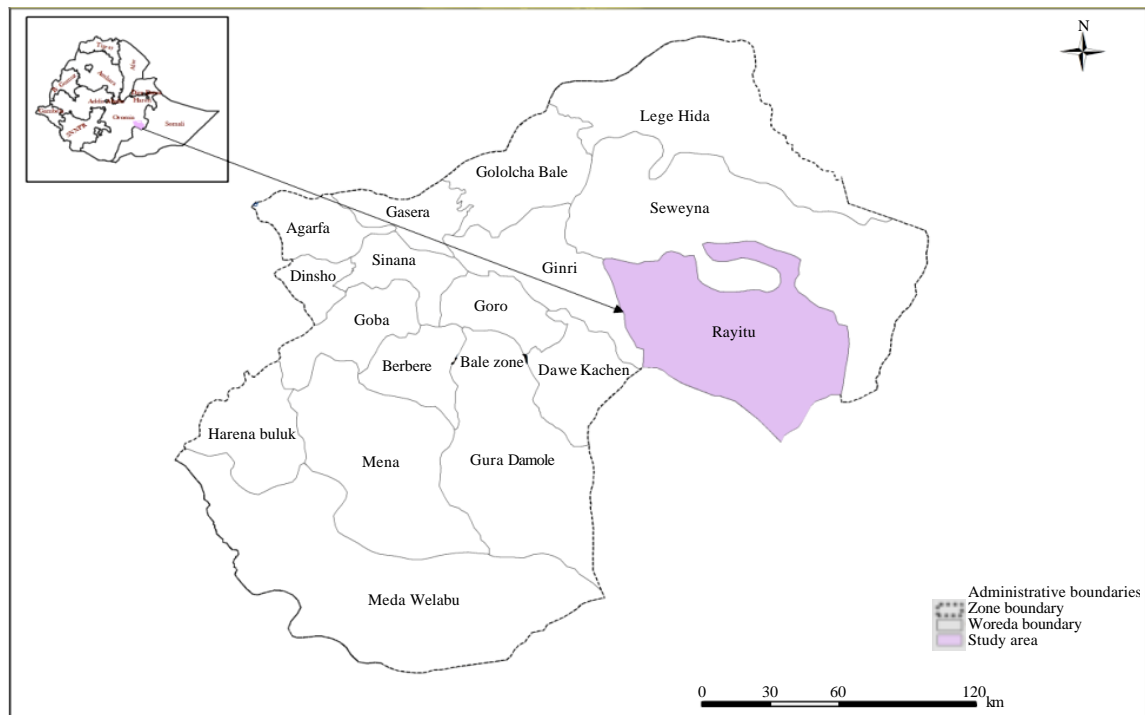 N
Somali
Lege Hida
Gololcha Bale
Gasera
Seweyna
Agarfa
Sinana
Ginri
Dinsho
Goro
Goba
Rayitu
Berbere
Bale zone
Dawe Kachen
Harena buluk
Mena
Gura Damole
Meda Welabu
Administrative boundaries
Zone boundary
Woreda boundary
Study area
0 30 60 120
km